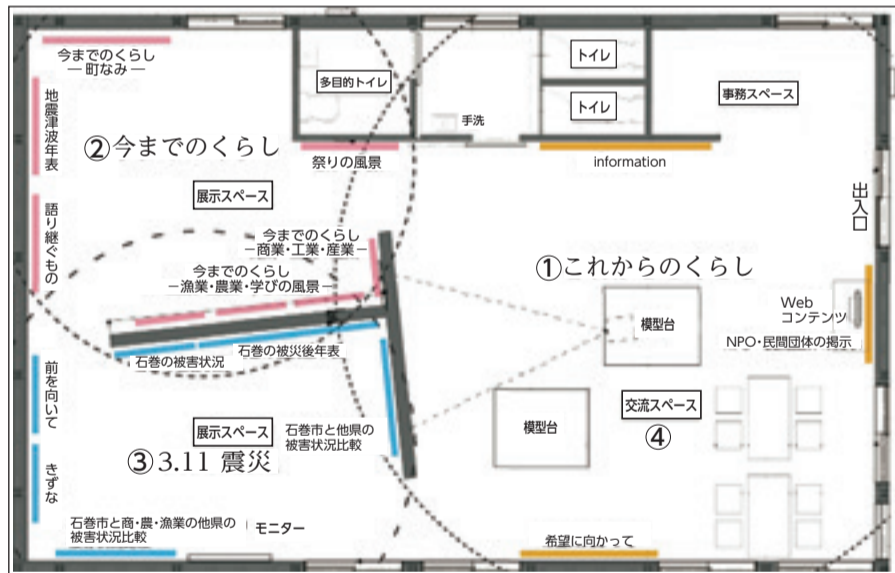 今までのくらし
― 町なみ ―
地震津波年表
②今までのくらし
語り継ぐもの
展示スペース
多目的トイレ
手洗
トイレ
トイレ
事務スペース
祭りの風景
information
出入口
今までのくらし
−商業・工業・産業−
今までのくらし
−漁業・農業・学びの風景−
①これからのくらし
模型台
Web
コンテンツ
NPO・民間団体の掲示
石巻の被害状況
石巻の被災後年表
前を向いて
展示スペース
石巻市と他県の
被害状況比較
③3.11 震災
きずな
模型台
交流スペース
④
石巻市と商・農・漁業の他県の
被害状況比較
モニター
希望に向かって